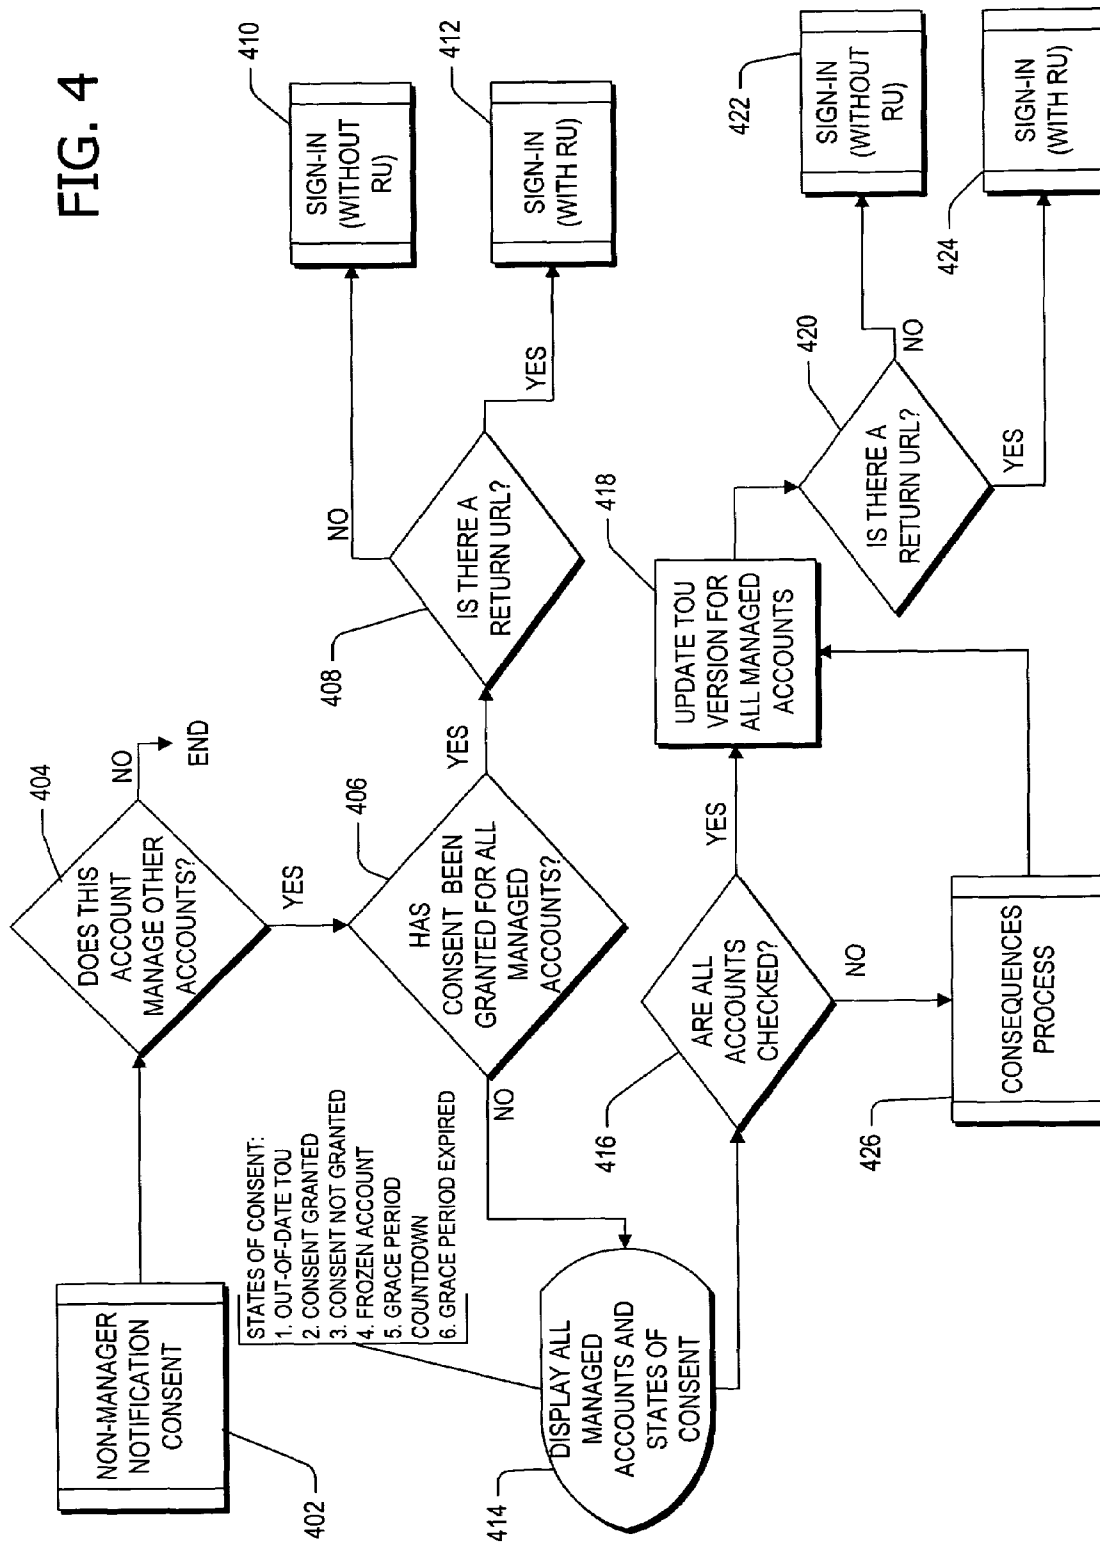 FIG. 4
NON-MANAGER
NOTIFICATION
CONSENT
402
DOES THIS
ACCOUNT
MANAGE OTHER
ACCOUNTS?
404
NO
END
YES
HAS
CONSENT BEEN
GRANTED FOR ALL
MANAGED
ACCOUNTS?
406
YES
NO
IS THERE A
RETURN URL?
408
NO
YES
SIGN-IN
(WITHOUT
RU)
410
SIGN-IN
(WITH RU)
412
STATES OF CONSENT:
1. OUT-OF-DATE TOU
2. CONSENT GRANTED
3. CONSENT NOT GRANTED
4. FROZEN ACCOUNT
5. GRACE PERIOD
COUNTDOWN
6. GRACE PERIOD EXPIRED
DISPLAY ALL
MANAGED
ACCOUNTS AND
STATES OF
CONSENT
414
ARE ALL
ACCOUNTS
CHECKED?
416
YES
NO
UPDATE TOU
VERSION FOR
ALL MANAGED
ACCOUNTS
418
IS THERE A
RETURN URL?
420
NO
YES
SIGN-IN
(WITHOUT
RU)
422
SIGN-IN
(WITH RU)
424
CONSEQUENCES
PROCESS
426